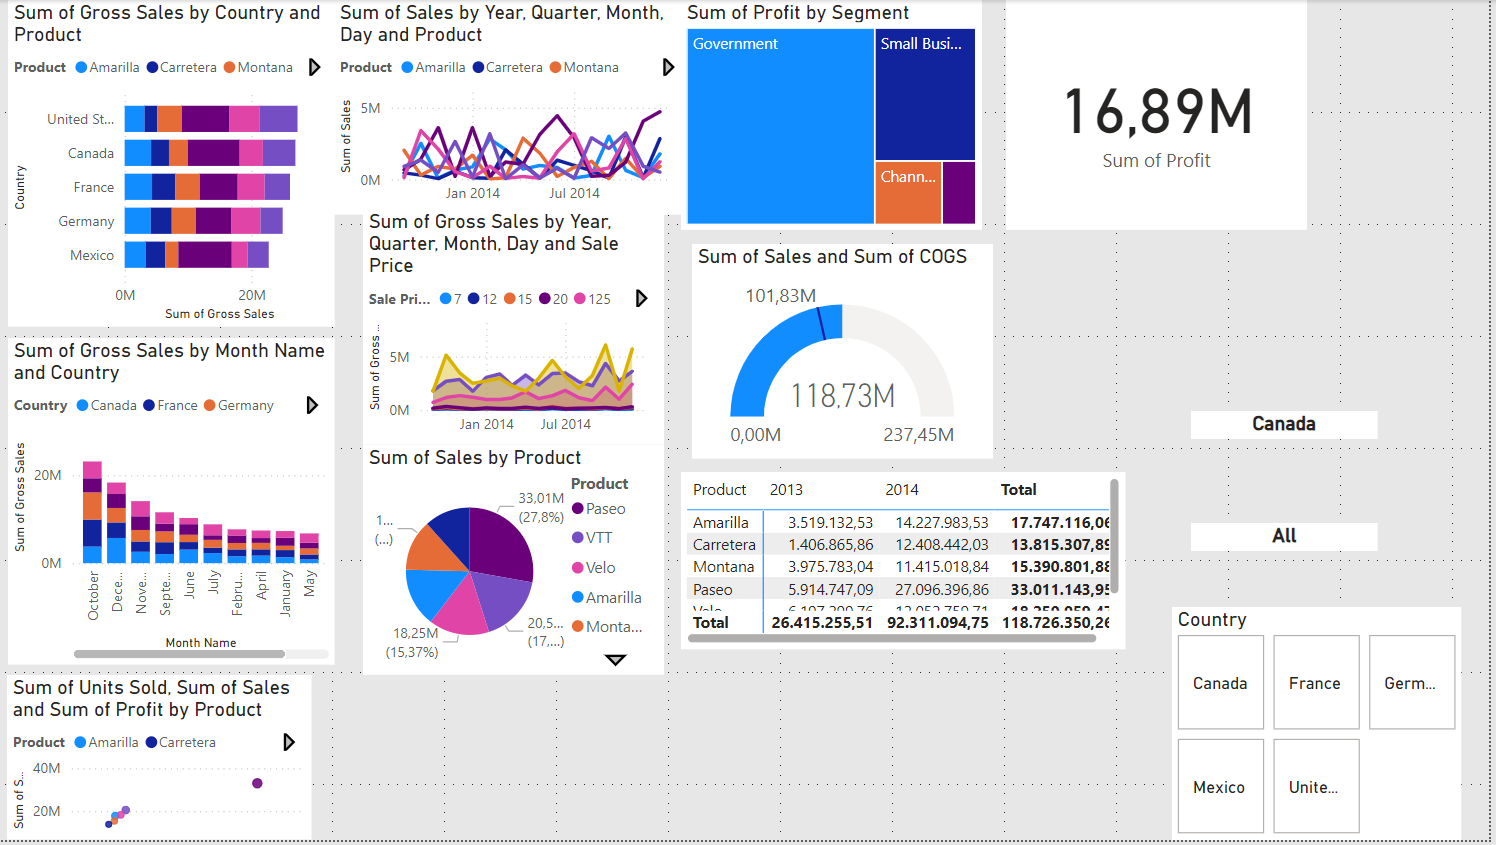 Sum of Gross Sales by Country and
Product
Product Amarilla Carretera Montana
Country
United St...
Canada
France
Germany
Mexico
0M 20M
Sum of Gross Sales
Sum of Sales by Year, Quarter, Month,
Day and Product
Product Amarilla Carretera Montana
Sum of Sales
5M
0M
Jan 2014 Jul 2014
Sum of Profit by Segment
Government
Small Busi...
Chann...
16,89M
Sum of Profit
Sum of Gross Sales by Year,
Quarter, Month, Day and Sale
Price
Sale Pri... 7 12 15 20 125
Sum of Gross ...
5M
0M
Jan 2014 Jul 2014
Sum of Sales and Sum of COGS
101,83M
118,73M
0,00M 237,45M
Sum of Gross Sales by Month Name
and Country
Country Canada France Germany
Sum of Gross Sales
20M
0M
October
Dece...
Nove...
Septe...
June
July
Febru...
April
January
May
Month Name
Sum of Sales by Product
33,01M
(27,8%)
20,5...
(17,...)
18,25M
(15,37%)
1...
(...)
Product
Paseo
VTT
Velo
Amarilla
Monta...
Product 2013 2014 Total
Amarilla 3.519.132,53 14.227.983,53 17.747.116,06
Carretera 1.406.865,86 12.408.442,03 13.815.307,89
Montana 3.975.783,04 11.415.018,84 15.390.801,88
Paseo 5.914.747,09 27.096.396,86 33.011.143,95
Velo
Total 26.415.255,51 92.311.094,75 118.726.350,26
Canada
All
Sum of Units Sold, Sum of Sales
and Sum of Profit by Product
Product Amarilla Carretera
Sum of S...
40M
20M
Country
Canada
France
Germ...
Mexico
Unite...